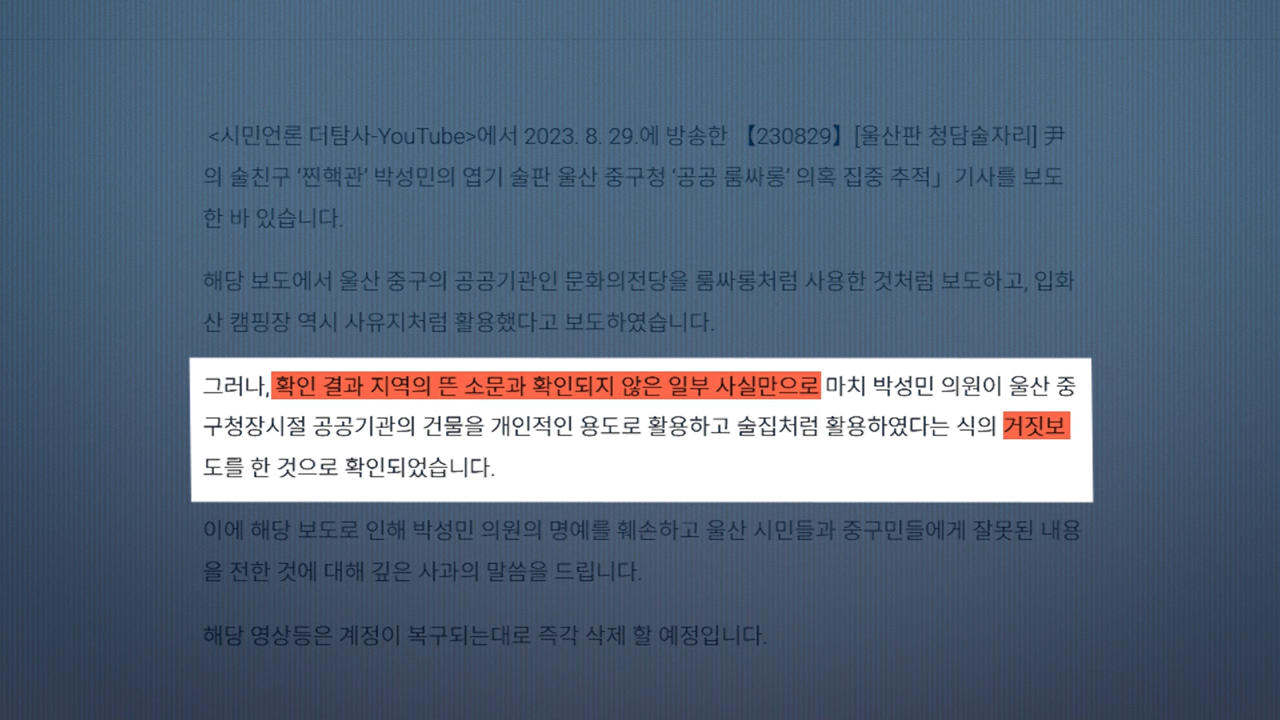 <시민언론 더탐사-YouTube>에서 2023. 8. 29.에 방송한 【230829】[울산판 청담술자리] 尹
의 술친구 ‘찐핵관’ 박성민의 엽기 술판 울산 중구청 ‘공공 룸싸롱’ 의혹 집중 추적」 기사를 보도
한 바 있습니다.
해당 보도에서 울산 중구의 공공기관인 문화의전당을 룸싸롱처럼 사용한 것처럼 보도하고, 입화
산 캠핑장 역시 사유지처럼 활용했다고 보도하였습니다.
그러나, 확인 결과 지역의 뜬 소문과 확인되지 않은 일부 사실만으로 마치 박성민 의원이 울산 중
구청장시절 공공기관의 건물을 개인적인 용도로 활용하고 술집처럼 활용하였다는 식의 거짓보
도를 한 것으로 확인되었습니다.
이에 해당 보도로 인해 박성민 의원의 명예를 훼손하고 울산 시민들과 중구민들에게 잘못된 내용
을 전한 것에 대해 깊은 사과의 말씀을 드립니다.
해당 영상등은 계정이 복구되는대로 즉각 삭제 할 예정입니다.